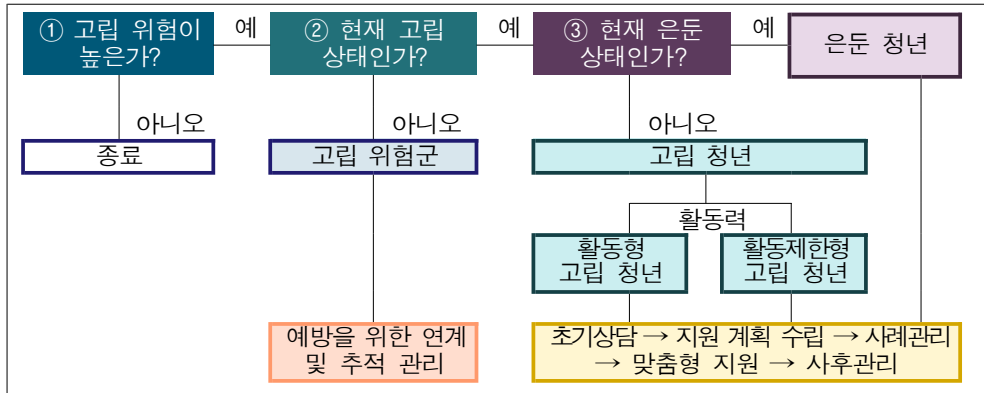 ① 고립 위험이
높은가?
예
② 현재 고립
상태인가?
예
③ 현재 은둔
상태인가?
예
은둔 청년
아니오
아니오
아니오
종료
고립 위험군
고립 청년
활동력
활동형
고립 청년
활동제한형
고립 청년
예방을 위한 연계
및 추적 관리
초기상담 → 지원 계획 수립 → 사례관리
→ 맞춤형 지원 → 사후관리